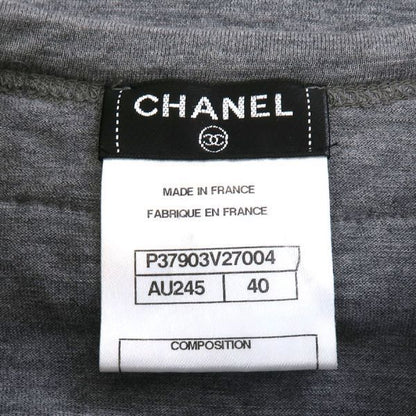 CHANEL
MADE IN FRANCE
FABRIQUE EN FRANCE
P37903V27004
AU245 40
COMPOSITION